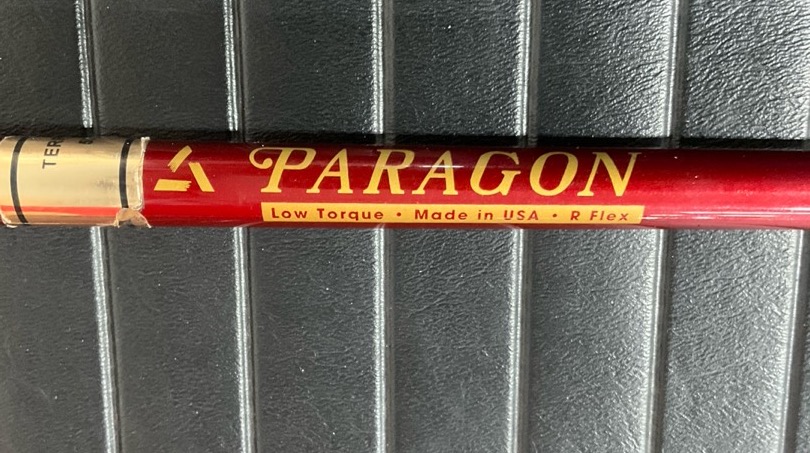 PARAGON
Low Torque • Made in USA • R Flex